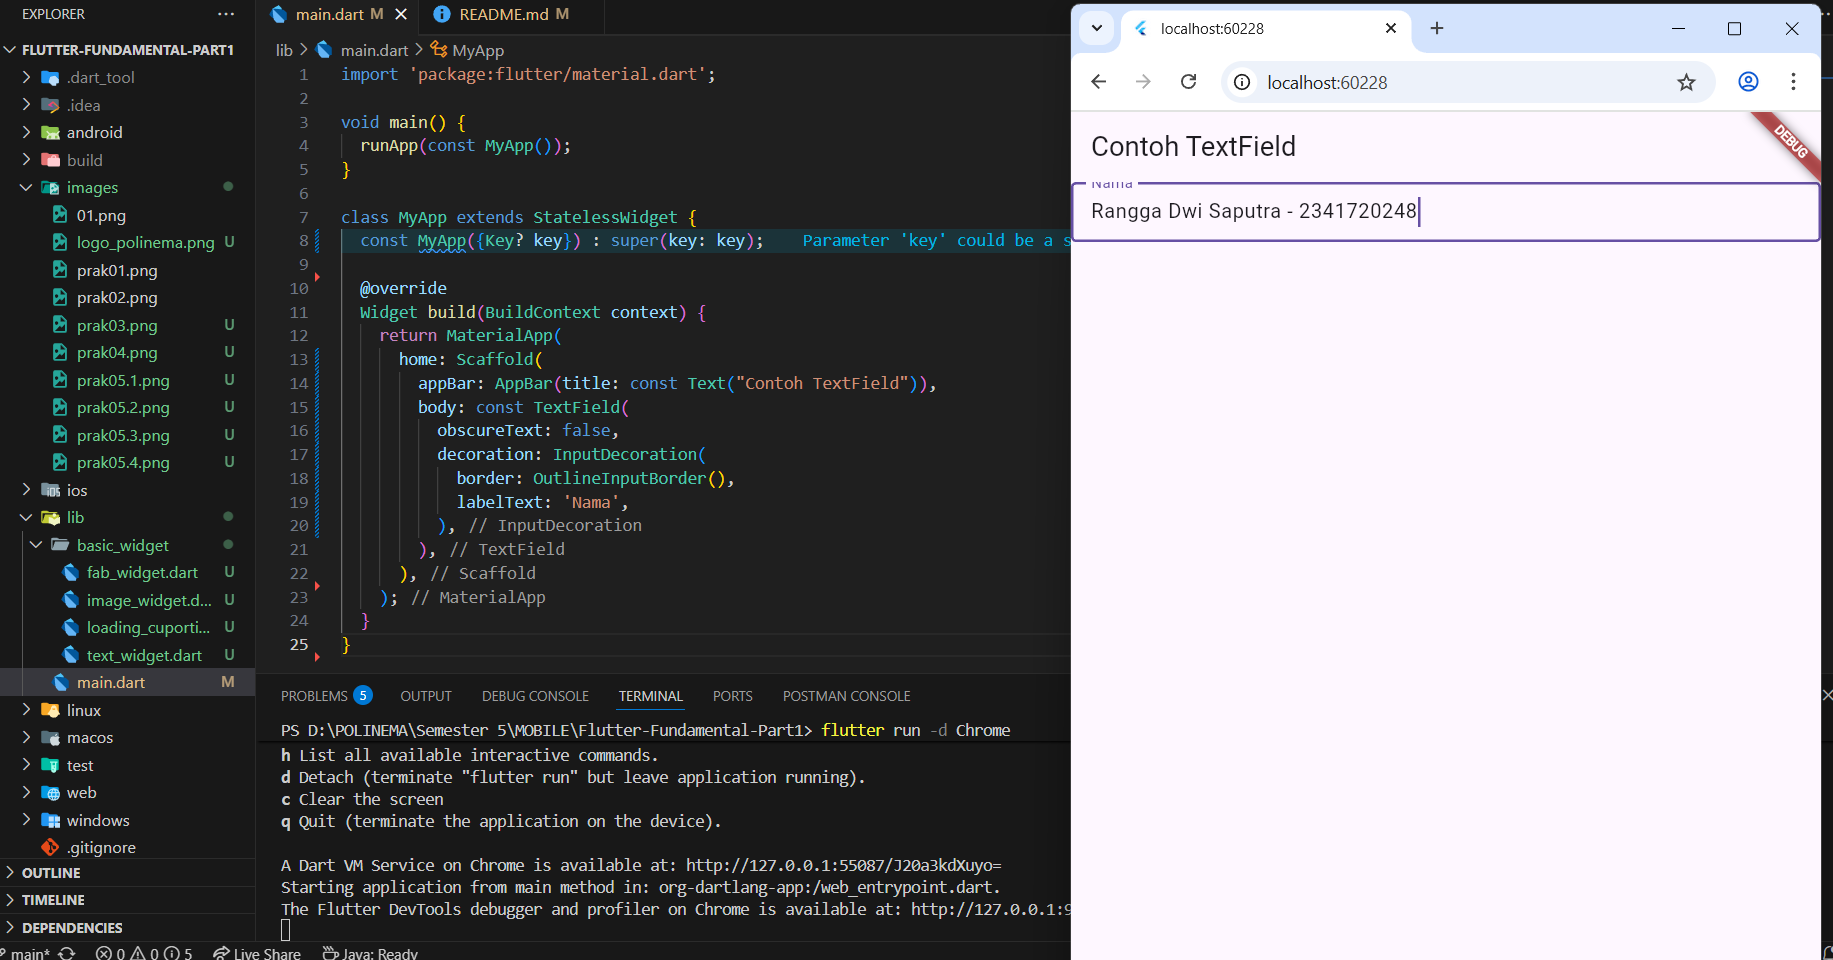 EXPLORER
FLUTTER-FUNDAMENTAL-PART1
.dart_tool
.idea
android
build
images
01.png
logo_polinema.png U
prak01.png
prak02.png
prak03.png U
prak04.png U
prak05.1.png U
prak05.2.png U
prak05.3.png U
prak05.4.png U
ios
lib
basic_widget
fab_widget.dart U
image_widget.d... U
loading_cuporti... U
text_widget.dart U
main.dart M
linux
macos
test
web
windows
.gitignore
OUTLINE
TIMELINE
DEPENDENCIES
main.dart M README.md M
lib > main.dart > MyApp
1 import 'package:flutter/material.dart';
2
3 void main() {
4 runApp(const MyApp());
5 }
6
7 class MyApp extends StatelessWidget {
8 const MyApp({Key? key}) : super(key: key); Parameter 'key' could be a s
9
10 @override
11 Widget build(BuildContext context) {
12 return MaterialApp(
13 home: Scaffold(
14 appBar: AppBar(title: const Text("Contoh TextField")),
15 body: const TextField(
16 obscureText: false,
17 decoration: InputDecoration(
18 border: OutlineInputBorder(),
19 labelText: 'Nama',
20 ), // InputDecoration
21 ), // TextField
22 ), // Scaffold
23 ); // MaterialApp
24 }
25 }
PROBLEMS 5 OUTPUT DEBUG CONSOLE TERMINAL PORTS POSTMAN CONSOLE
PS D:\POLINEMA\Semester 5\MOBILE\Flutter-Fundamental-Part1> flutter run -d Chrome
h List all available interactive commands.
d Detach (terminate "flutter run" but leave application running).
c Clear the screen
q Quit (terminate the application on the device).
A Dart VM Service on Chrome is available at: http://127.0.0.1:55087/J20a3kdXuyo=
Starting application from main method in: org-dartlang-app:/web_entrypoint.dart.
The Flutter DevTools debugger and profiler on Chrome is available at: http://127.0.0.1:9
main* 0 0 5 Live Share Java: Ready
localhost:60228
localhost:60228
Contoh TextField
DEBUG
Nama
Rangga Dwi Saputra - 2341720248